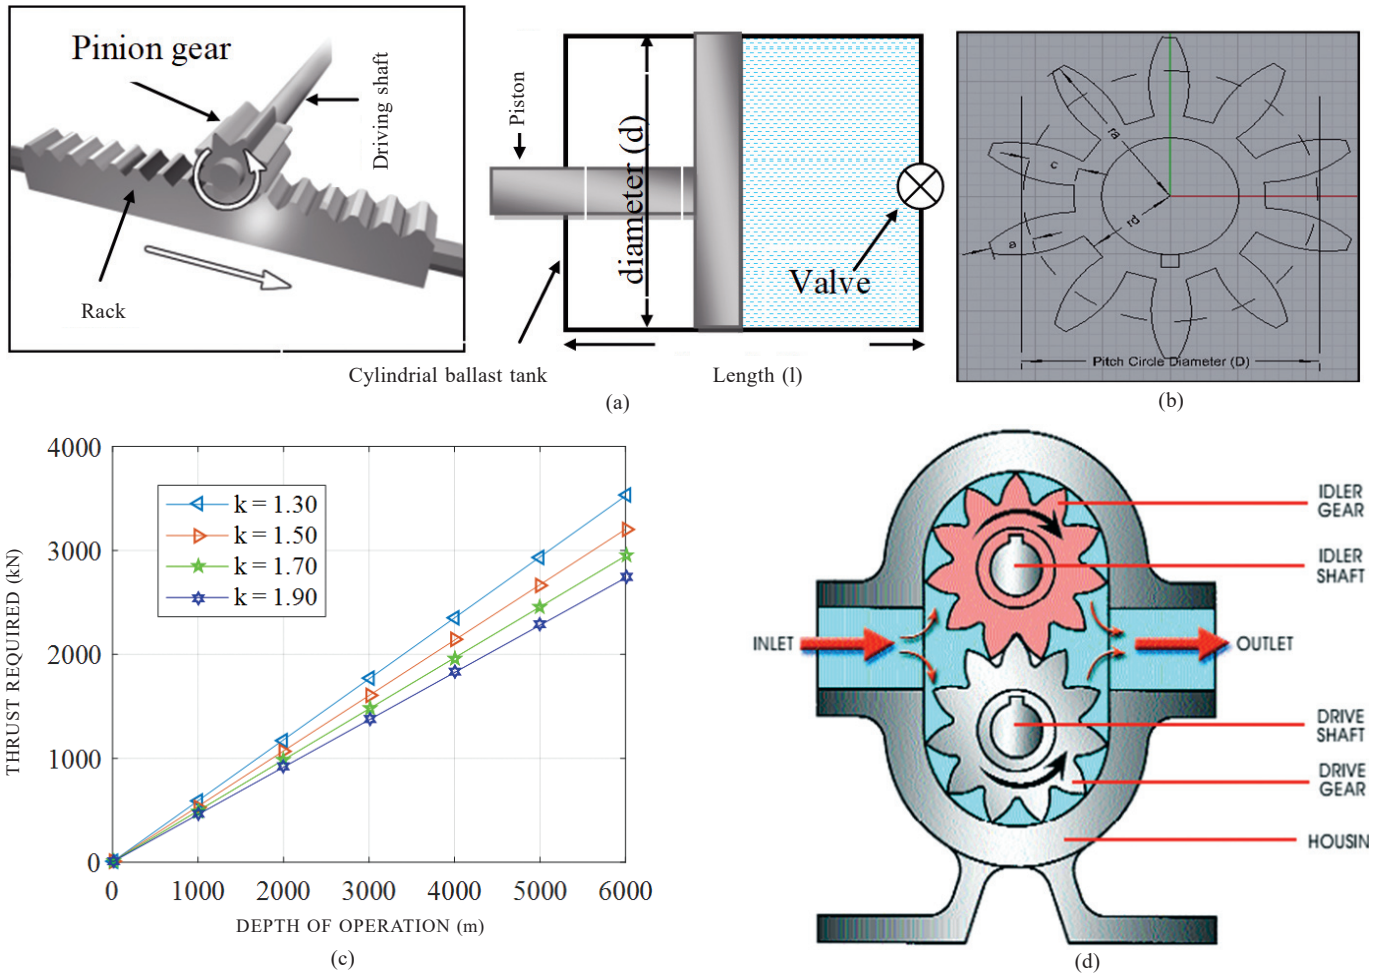 Pinion gear
Driving shaft
Rack
Piston
diameter (d)
Valve
Cylindrial ballast tank
Length (l)
(a)
ra
c
rd
a
Pitch Circle Diameter (D)
(b)
4000
3000
2000
1000
0
THRUST REQUIRED (kN)
k = 1.30
k = 1.50
k = 1.70
k = 1.90
0 1000 2000 3000 4000 5000 6000
DEPTH OF OPERATION (m)
(c)
IDLER
GEAR
IDLER
SHAFT
INLET
OUTLET
DRIVE
SHAFT
DRIVE
GEAR
HOUSIN
(d)